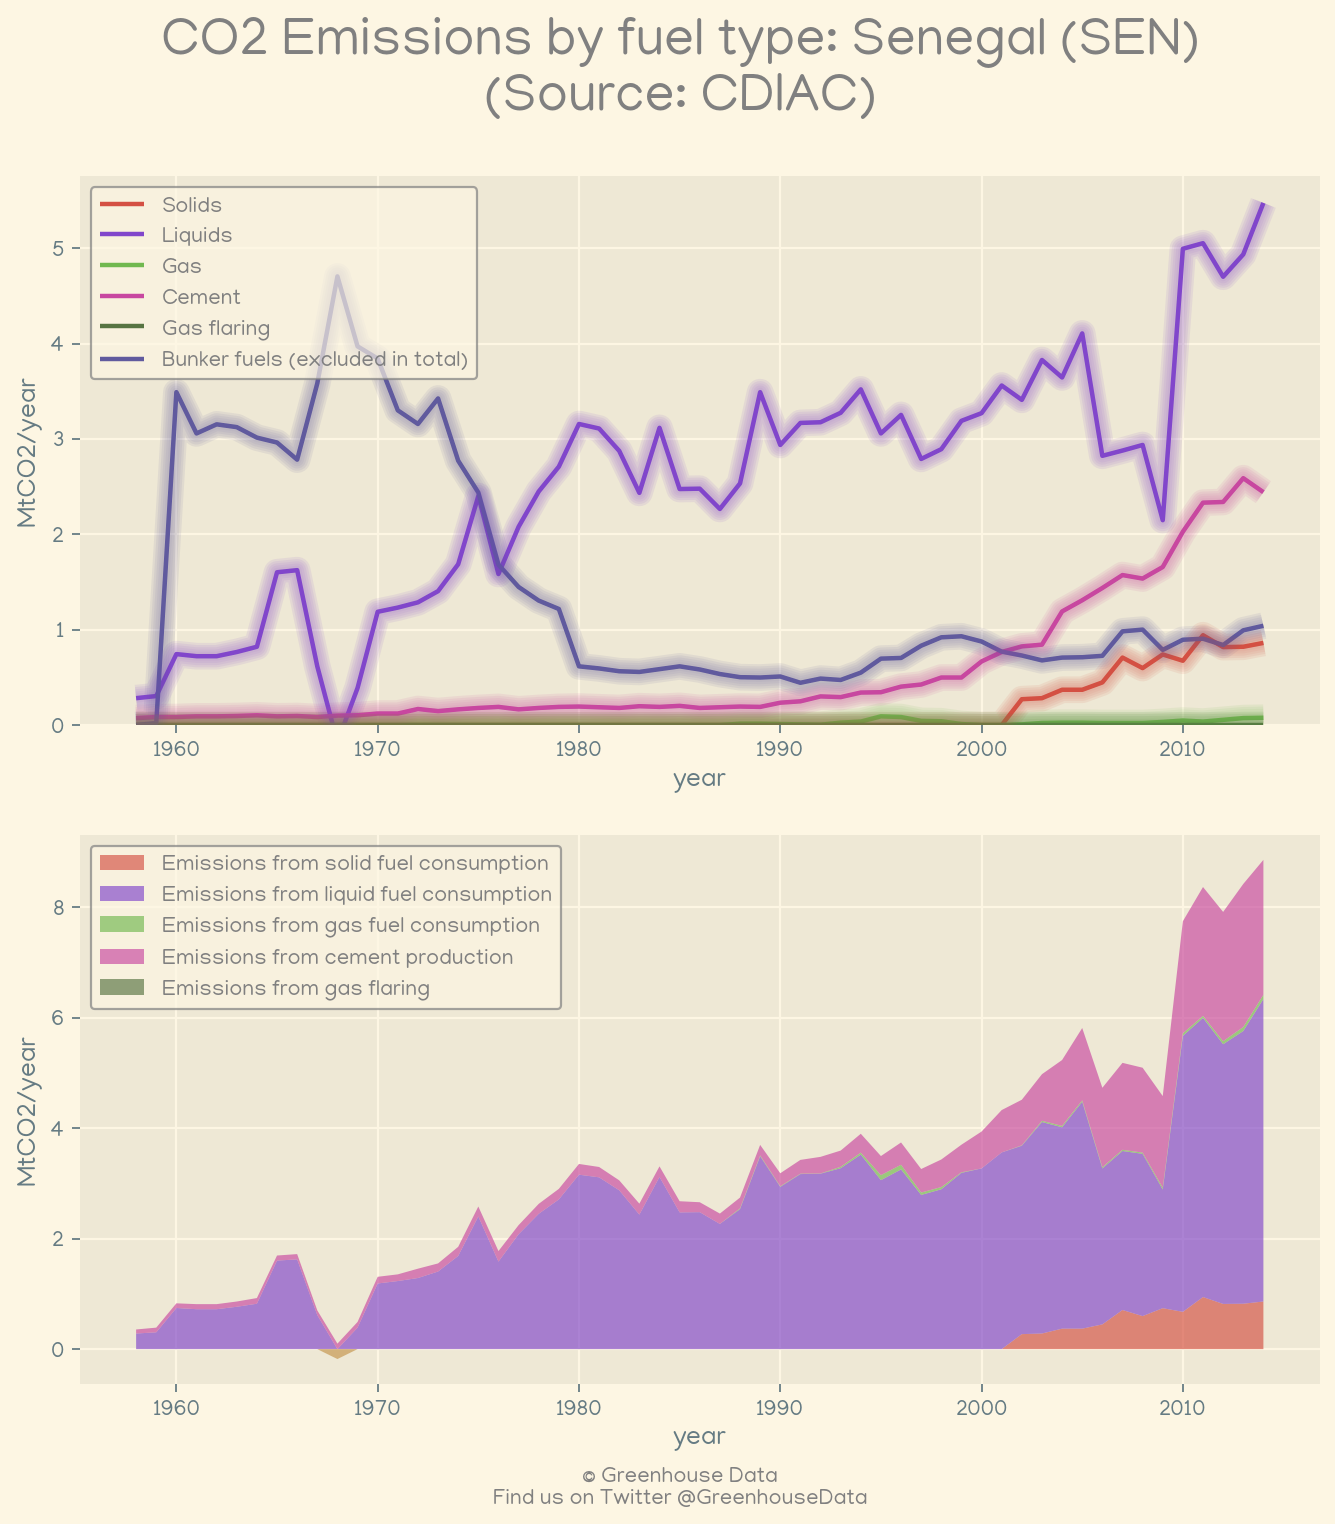 CO2 Emissions by fuel type: Senegal (SEN)
(Source: CDIAC)
Solids
Liquids
Gas
Cement
Gas flaring
Bunker fuels (excluded in total)
MtCO2/year
5
4
3
2
1
0
1960 1970 1980 1990 2000 2010
year
Emissions from solid fuel consumption
Emissions from liquid fuel consumption
Emissions from gas fuel consumption
Emissions from cement production
Emissions from gas flaring
MtCO2/year
8
6
4
2
0
1960 1970 1980 1990 2000 2010
year
© Greenhouse Data
Find us on Twitter @GreenhouseData